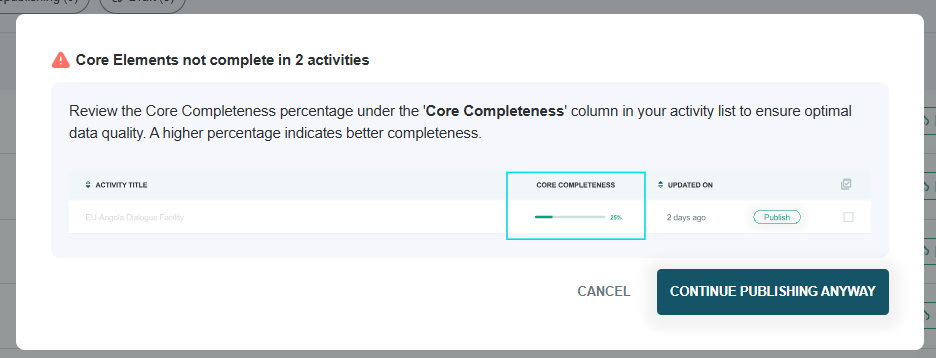 Core Elements not complete in 2 activities
Review the Core Completeness percentage under the 'Core Completeness' column in your activity list to ensure optimal
data quality. A higher percentage indicates better completeness.
ACTIVITY TITLE CORE COMPLETENESS UPDATED ON
EU-Angola Dialogue Facility 25% 2 days ago Publish
CANCEL CONTINUE PUBLISHING ANYWAY